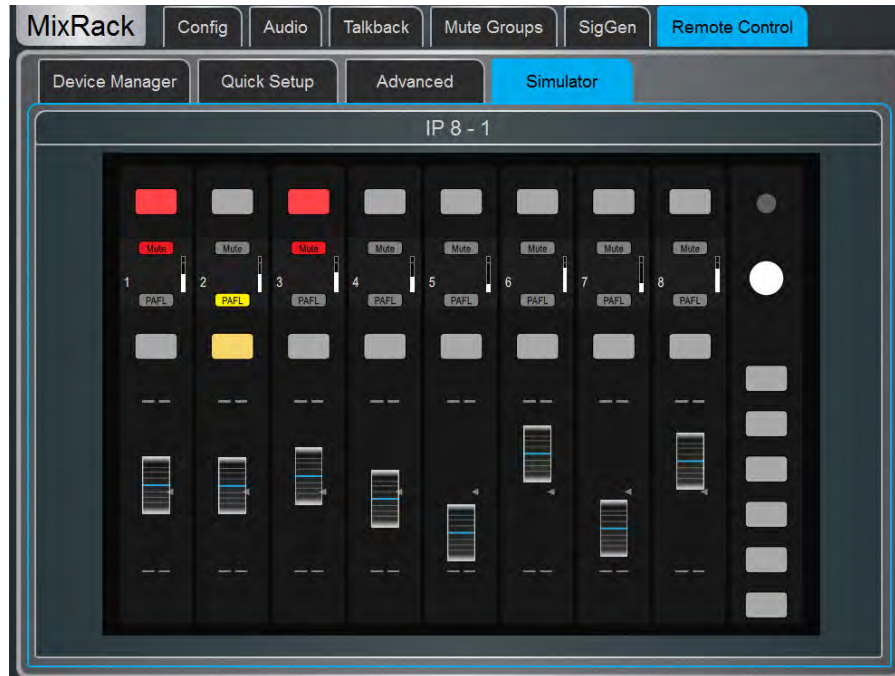 MixRack Config Audio Talkback Mute Groups SigGen Remote Control
Device Manager Quick Setup Advanced Simulator
IP 8 - 1
Mute Mute Mute Mute Mute Mute Mute Mute
1 2 3 4 5 6 7 8
PAFL PAFL PAFL PAFL PAFL PAFL PAFL PAFL